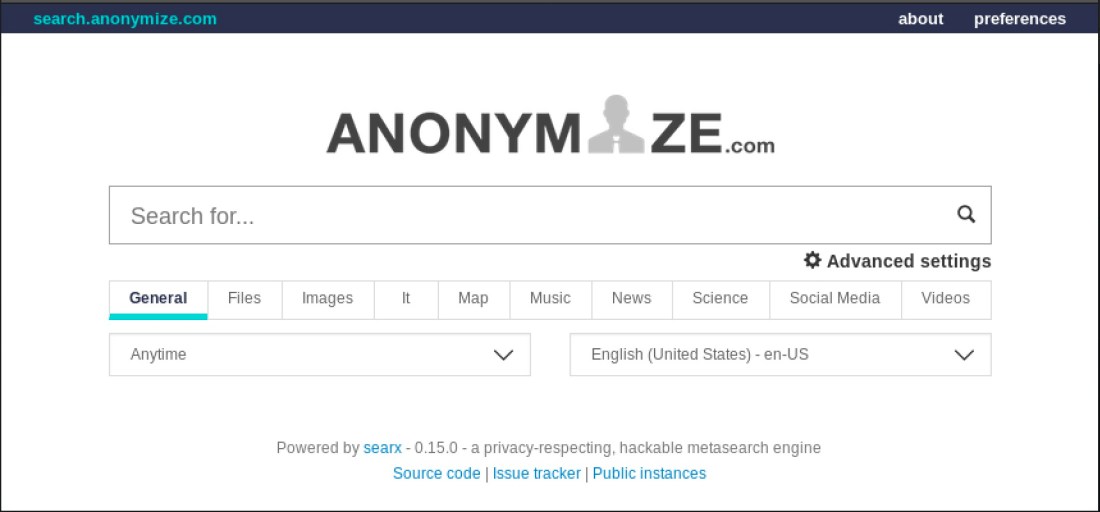 search.anonymize.com about preferences
ANONYMIZE.com
Search for...
Advanced settings
General Files Images It Map Music News Science Social Media Videos
Anytime English (United States) - en-US
Powered by searx - 0.15.0 - a privacy-respecting, hackable metasearch engine
Source code | Issue tracker | Public instances